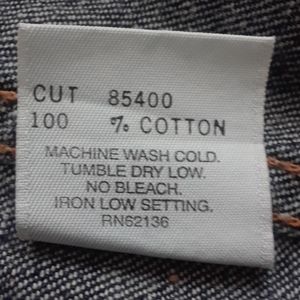 CUT 85400
100 % COTTON
MACHINE WASH COLD.
TUMBLE DRY LOW.
NO BLEACH.
IRON LOW SETTING.
RN62136